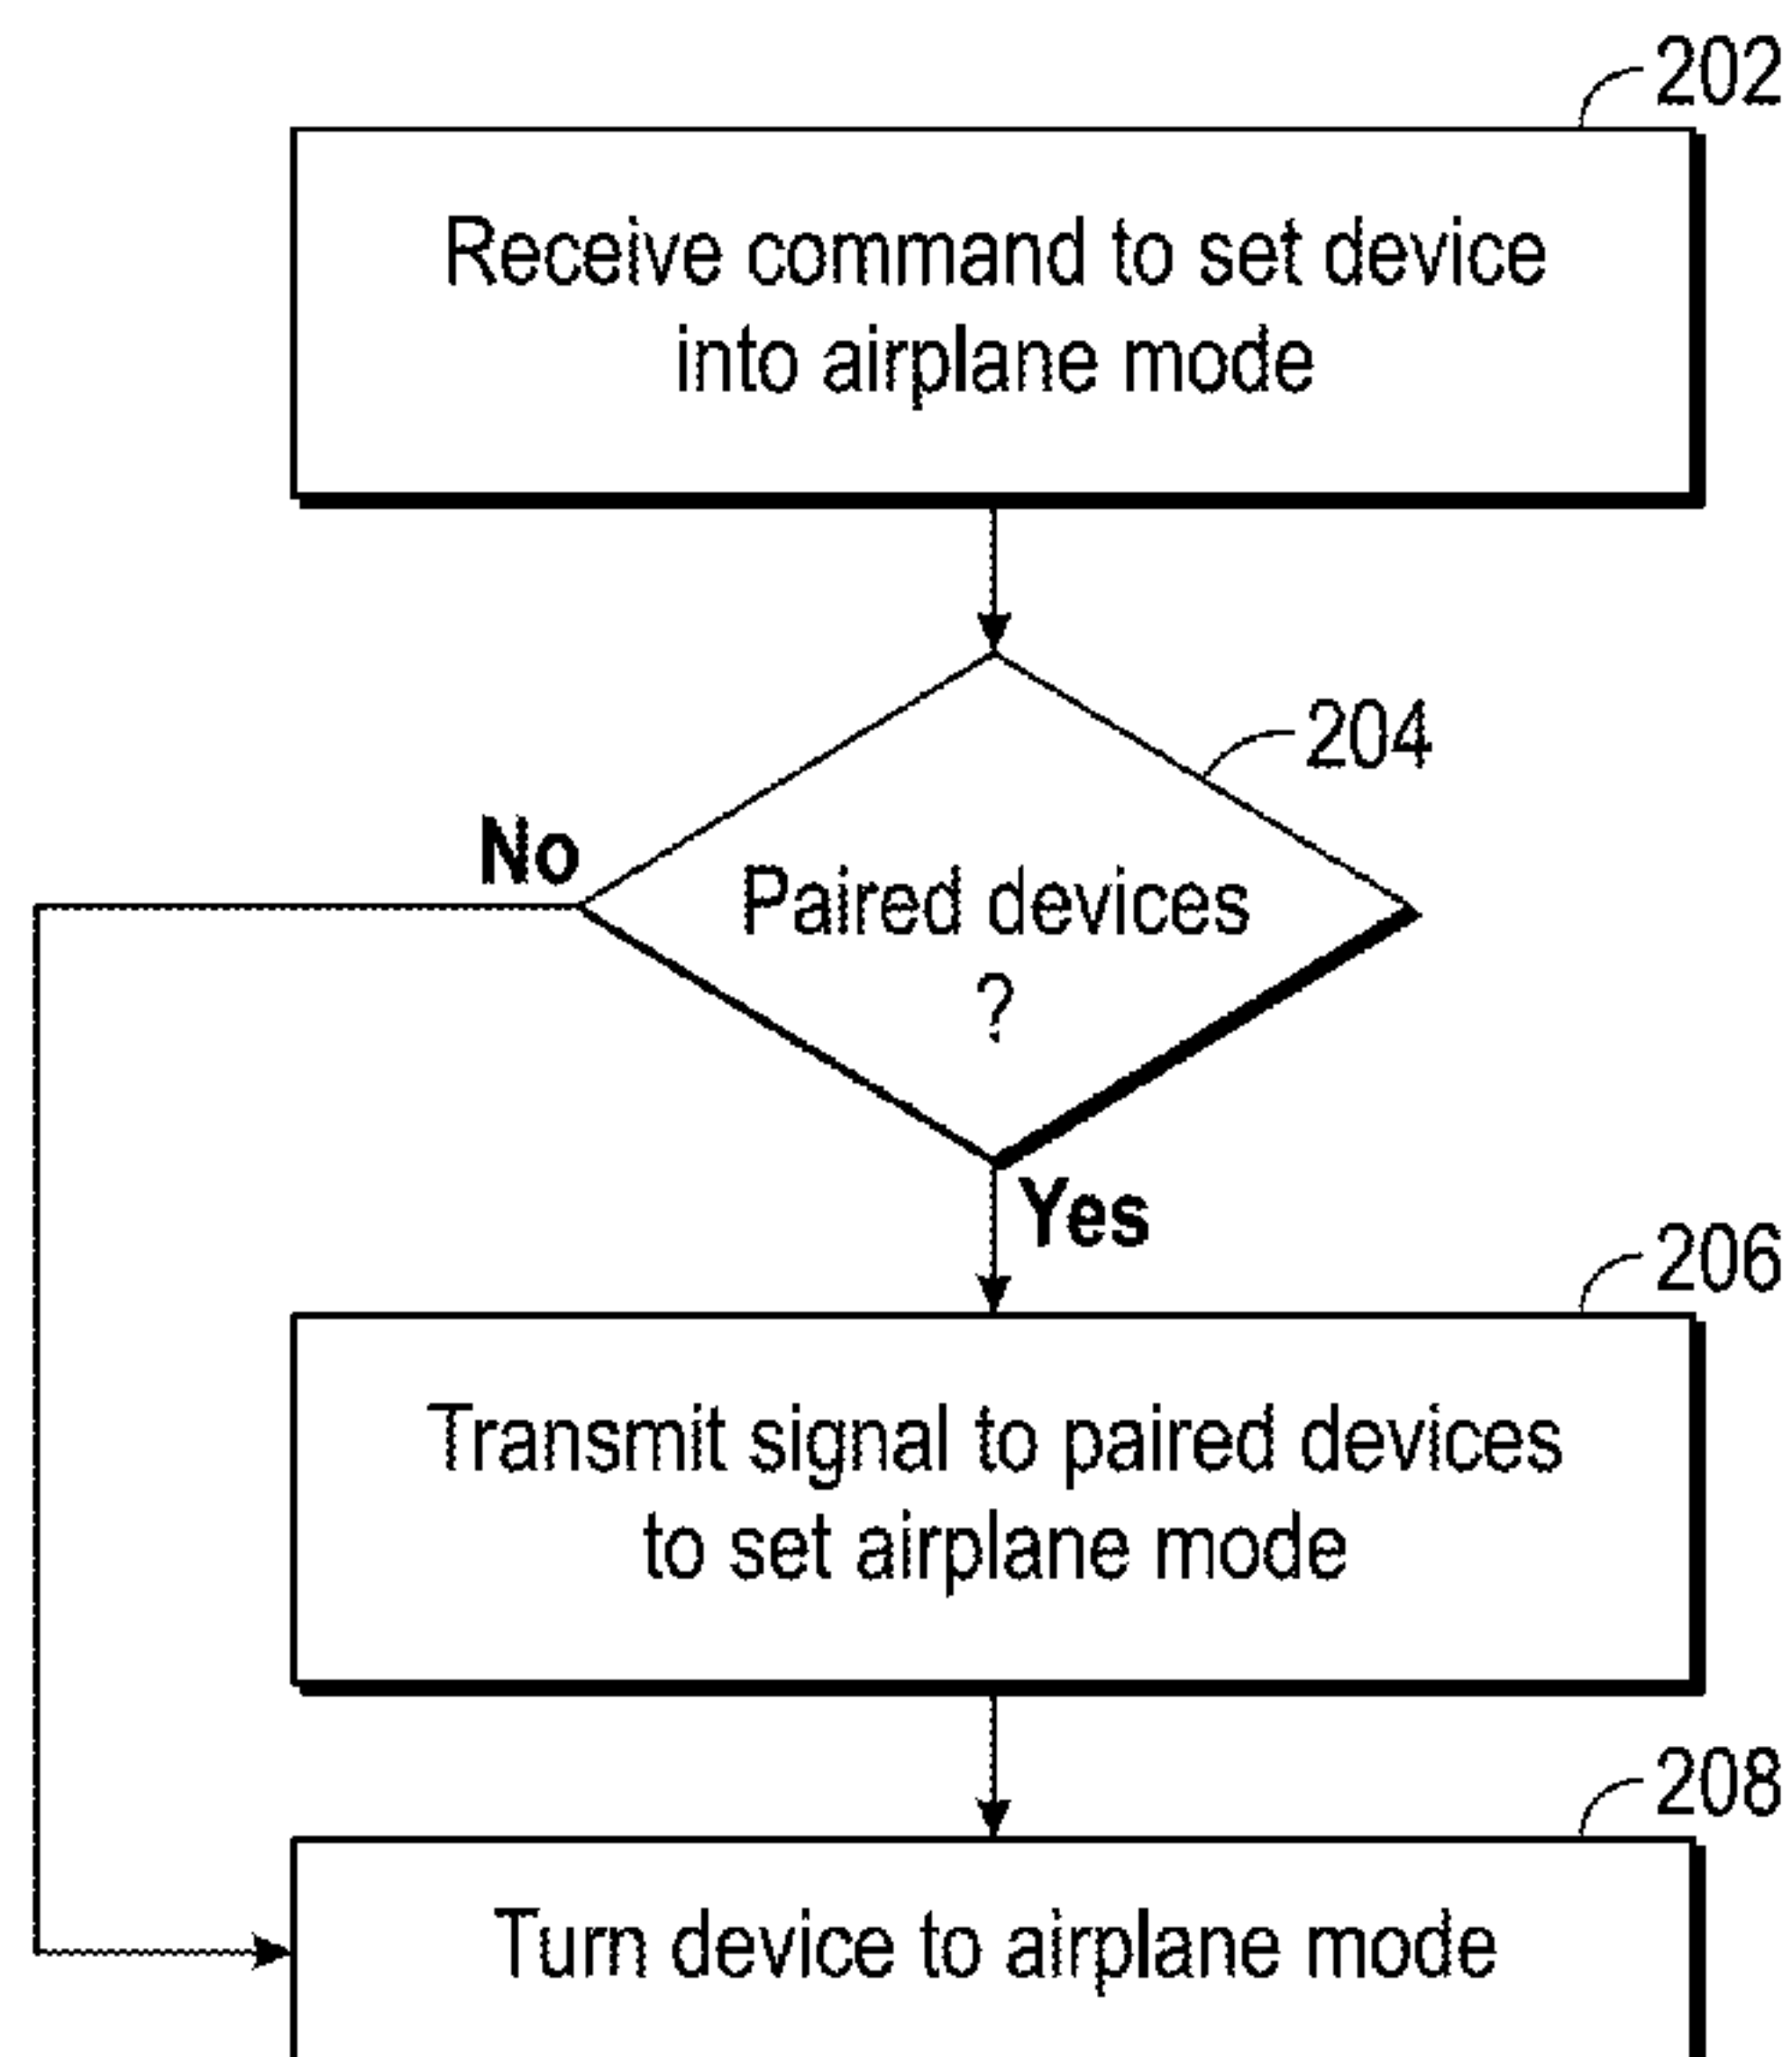 202
Receive command to set device
into airplane mode
204
No
Paired devices
?
Yes
206
Transmit signal to paired devices
to set airplane mode
208
Turn device to airplane mode